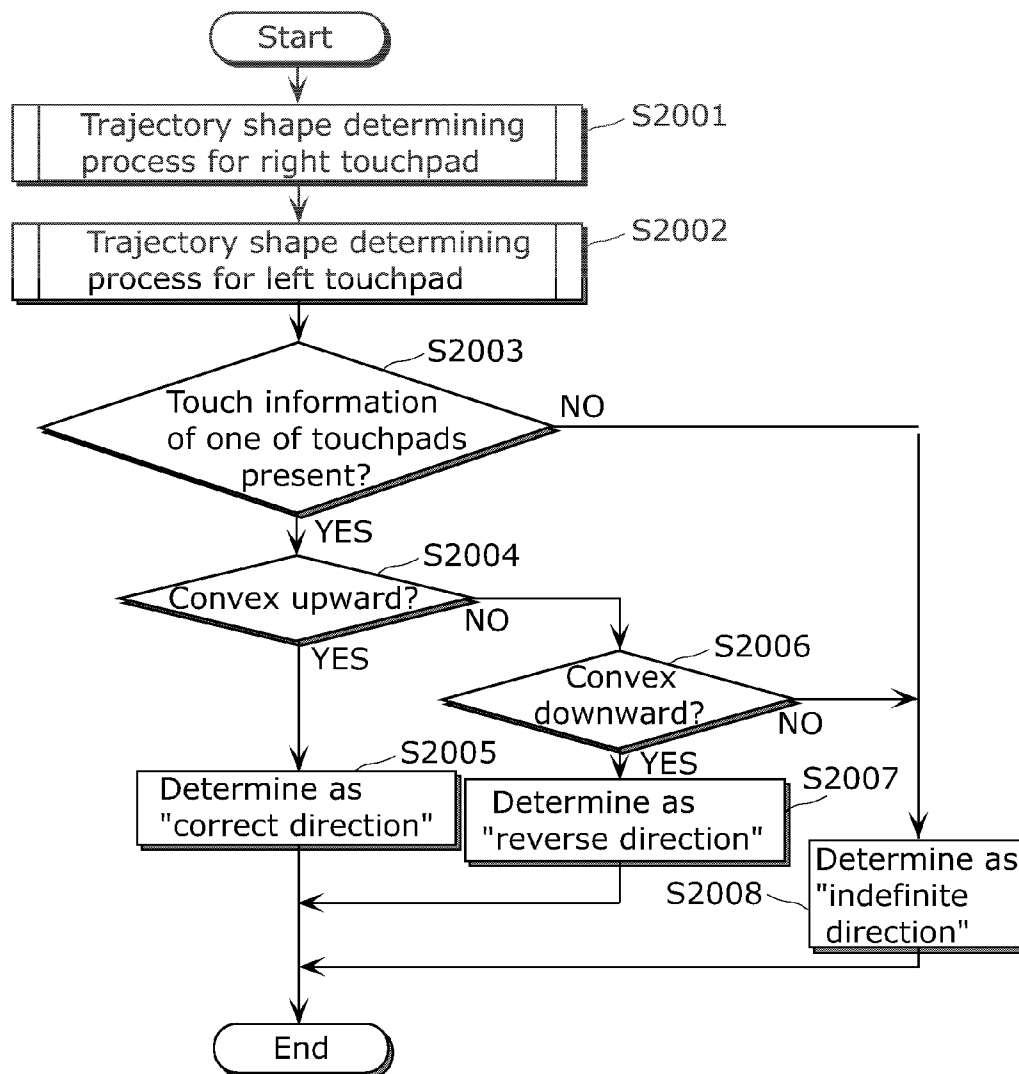 Start
Trajectory shape determining
process for right touchpad
S2001
Trajectory shape determining
process for left touchpad
S2002
S2003
Touch information
of one of touchpads
present?
NO
YES
S2004
Convex upward?
NO
YES
S2006
Convex
downward?
NO
YES
S2005
Determine as
"correct direction"
S2007
Determine as
"reverse direction"
S2008
Determine as
"indefinite
direction"
End